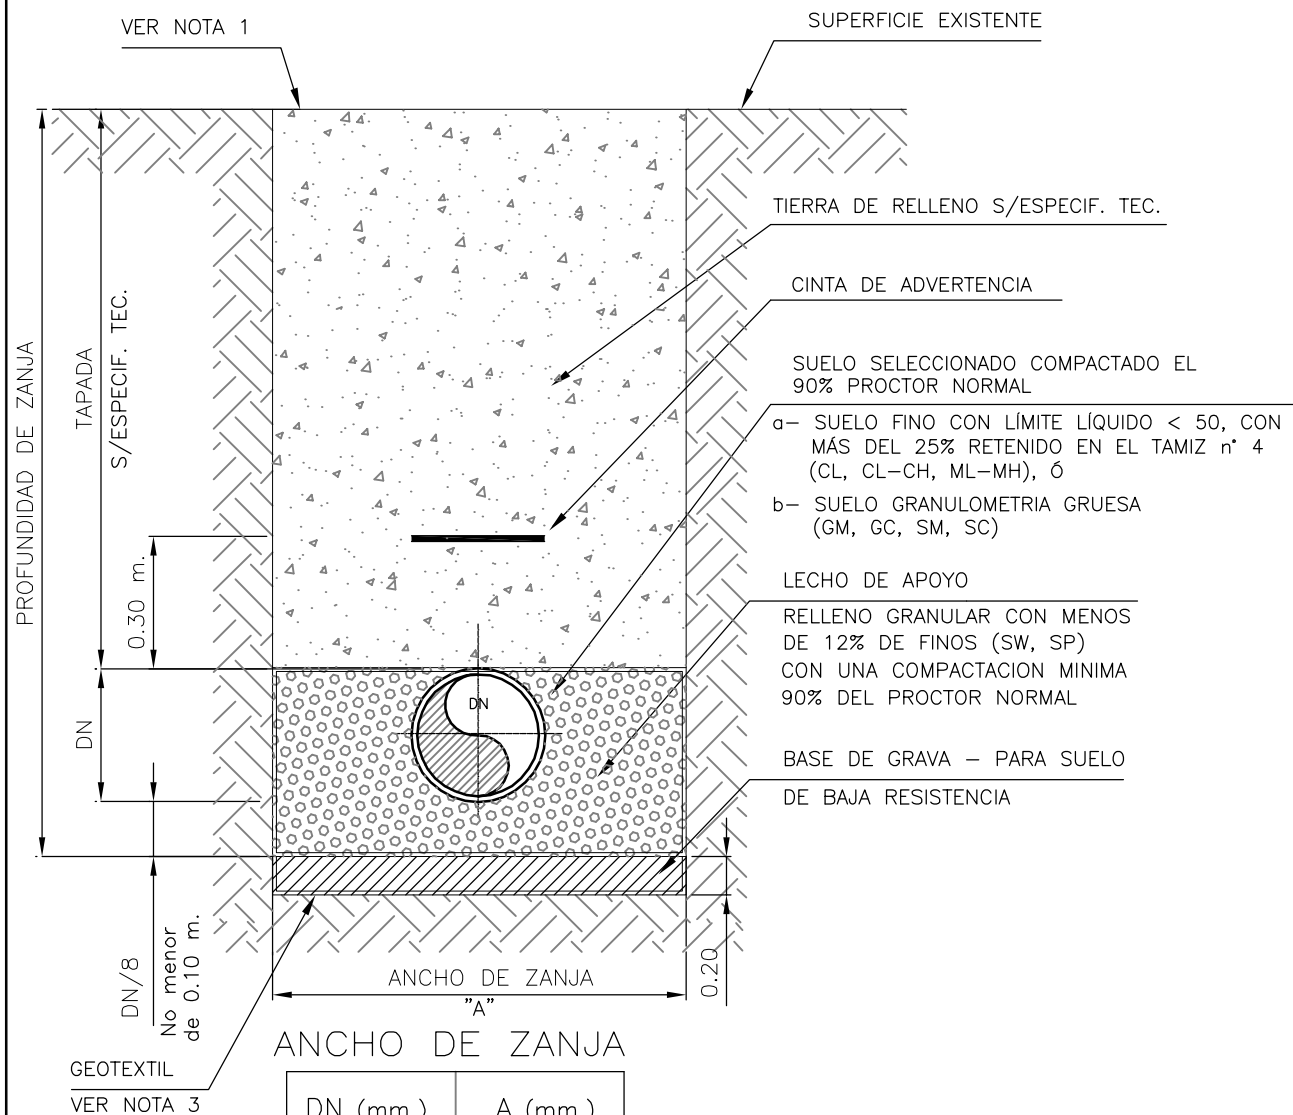 VER NOTA 1
SUPERFICIE EXISTENTE
TIERRA DE RELLENO S/ESPECIF. TEC.
CINTA DE ADVERTENCIA
SUELO SELECCIONADO COMPACTADO EL
90% PROCTOR NORMAL
a- SUELO FINO CON LÍMITE LÍQUIDO < 50, CON
MÁS DEL 25% RETENIDO EN EL TAMIZ n° 4
(CL, CL-CH, ML-MH), Ó
b- SUELO GRANULOMETRIA GRUESA
(GM, GC, SM, SC)
LECHO DE APOYO
RELLENO GRANULAR CON MENOS
DE 12% DE FINOS (SW, SP)
CON UNA COMPACTACION MINIMA
90% DEL PROCTOR NORMAL
BASE DE GRAVA - PARA SUELO
DE BAJA RESISTENCIA
PROFUNDIDAD DE ZANJA
TAPADA
S/ESPECIF. TEC.
0.30 m.
DN
DN
DN/8
No menor
de 0.10 m.
0.20
ANCHO DE ZANJA
"A"
GEOTEXTIL
VER NOTA 3
ANCHO DE ZANJA
DN (mm.)
A (mm.)